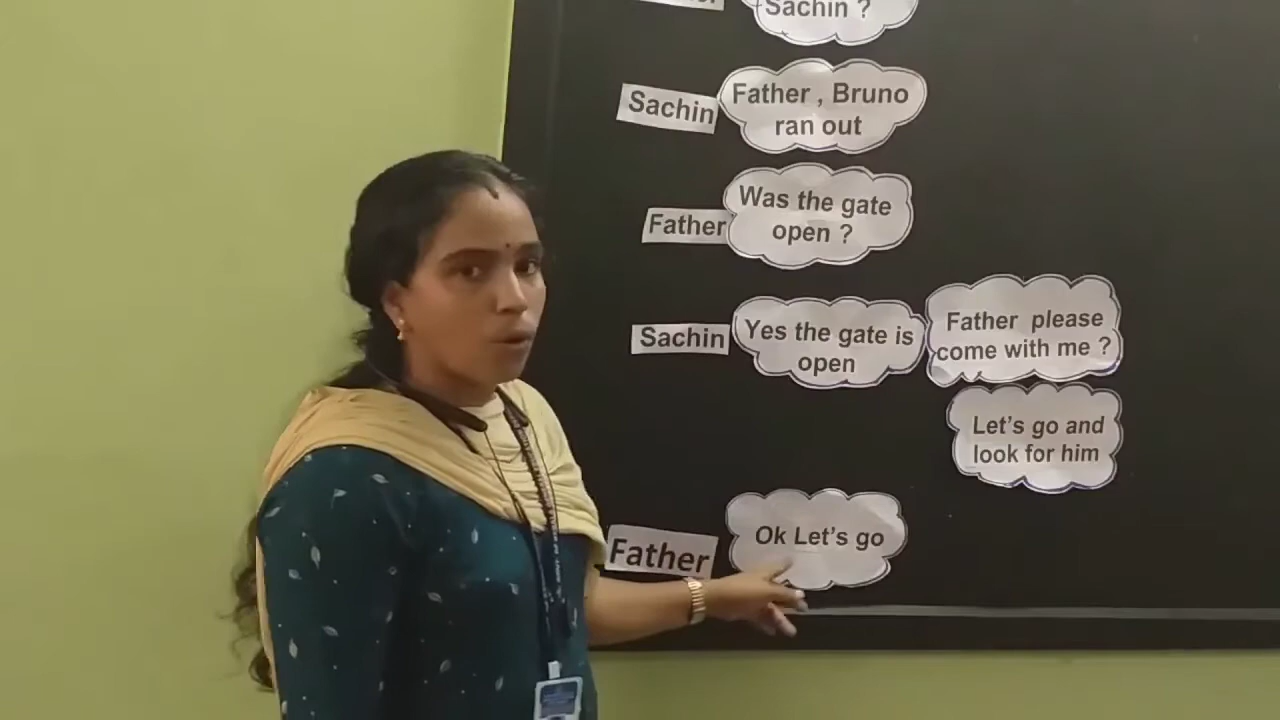 Sachin ?
Sachin
Father , Bruno
ran out
Father
Was the gate
open ?
Sachin
Yes the gate is
open
Father please
come with me ?
Let's go and
look for him
Father
Ok Let's go